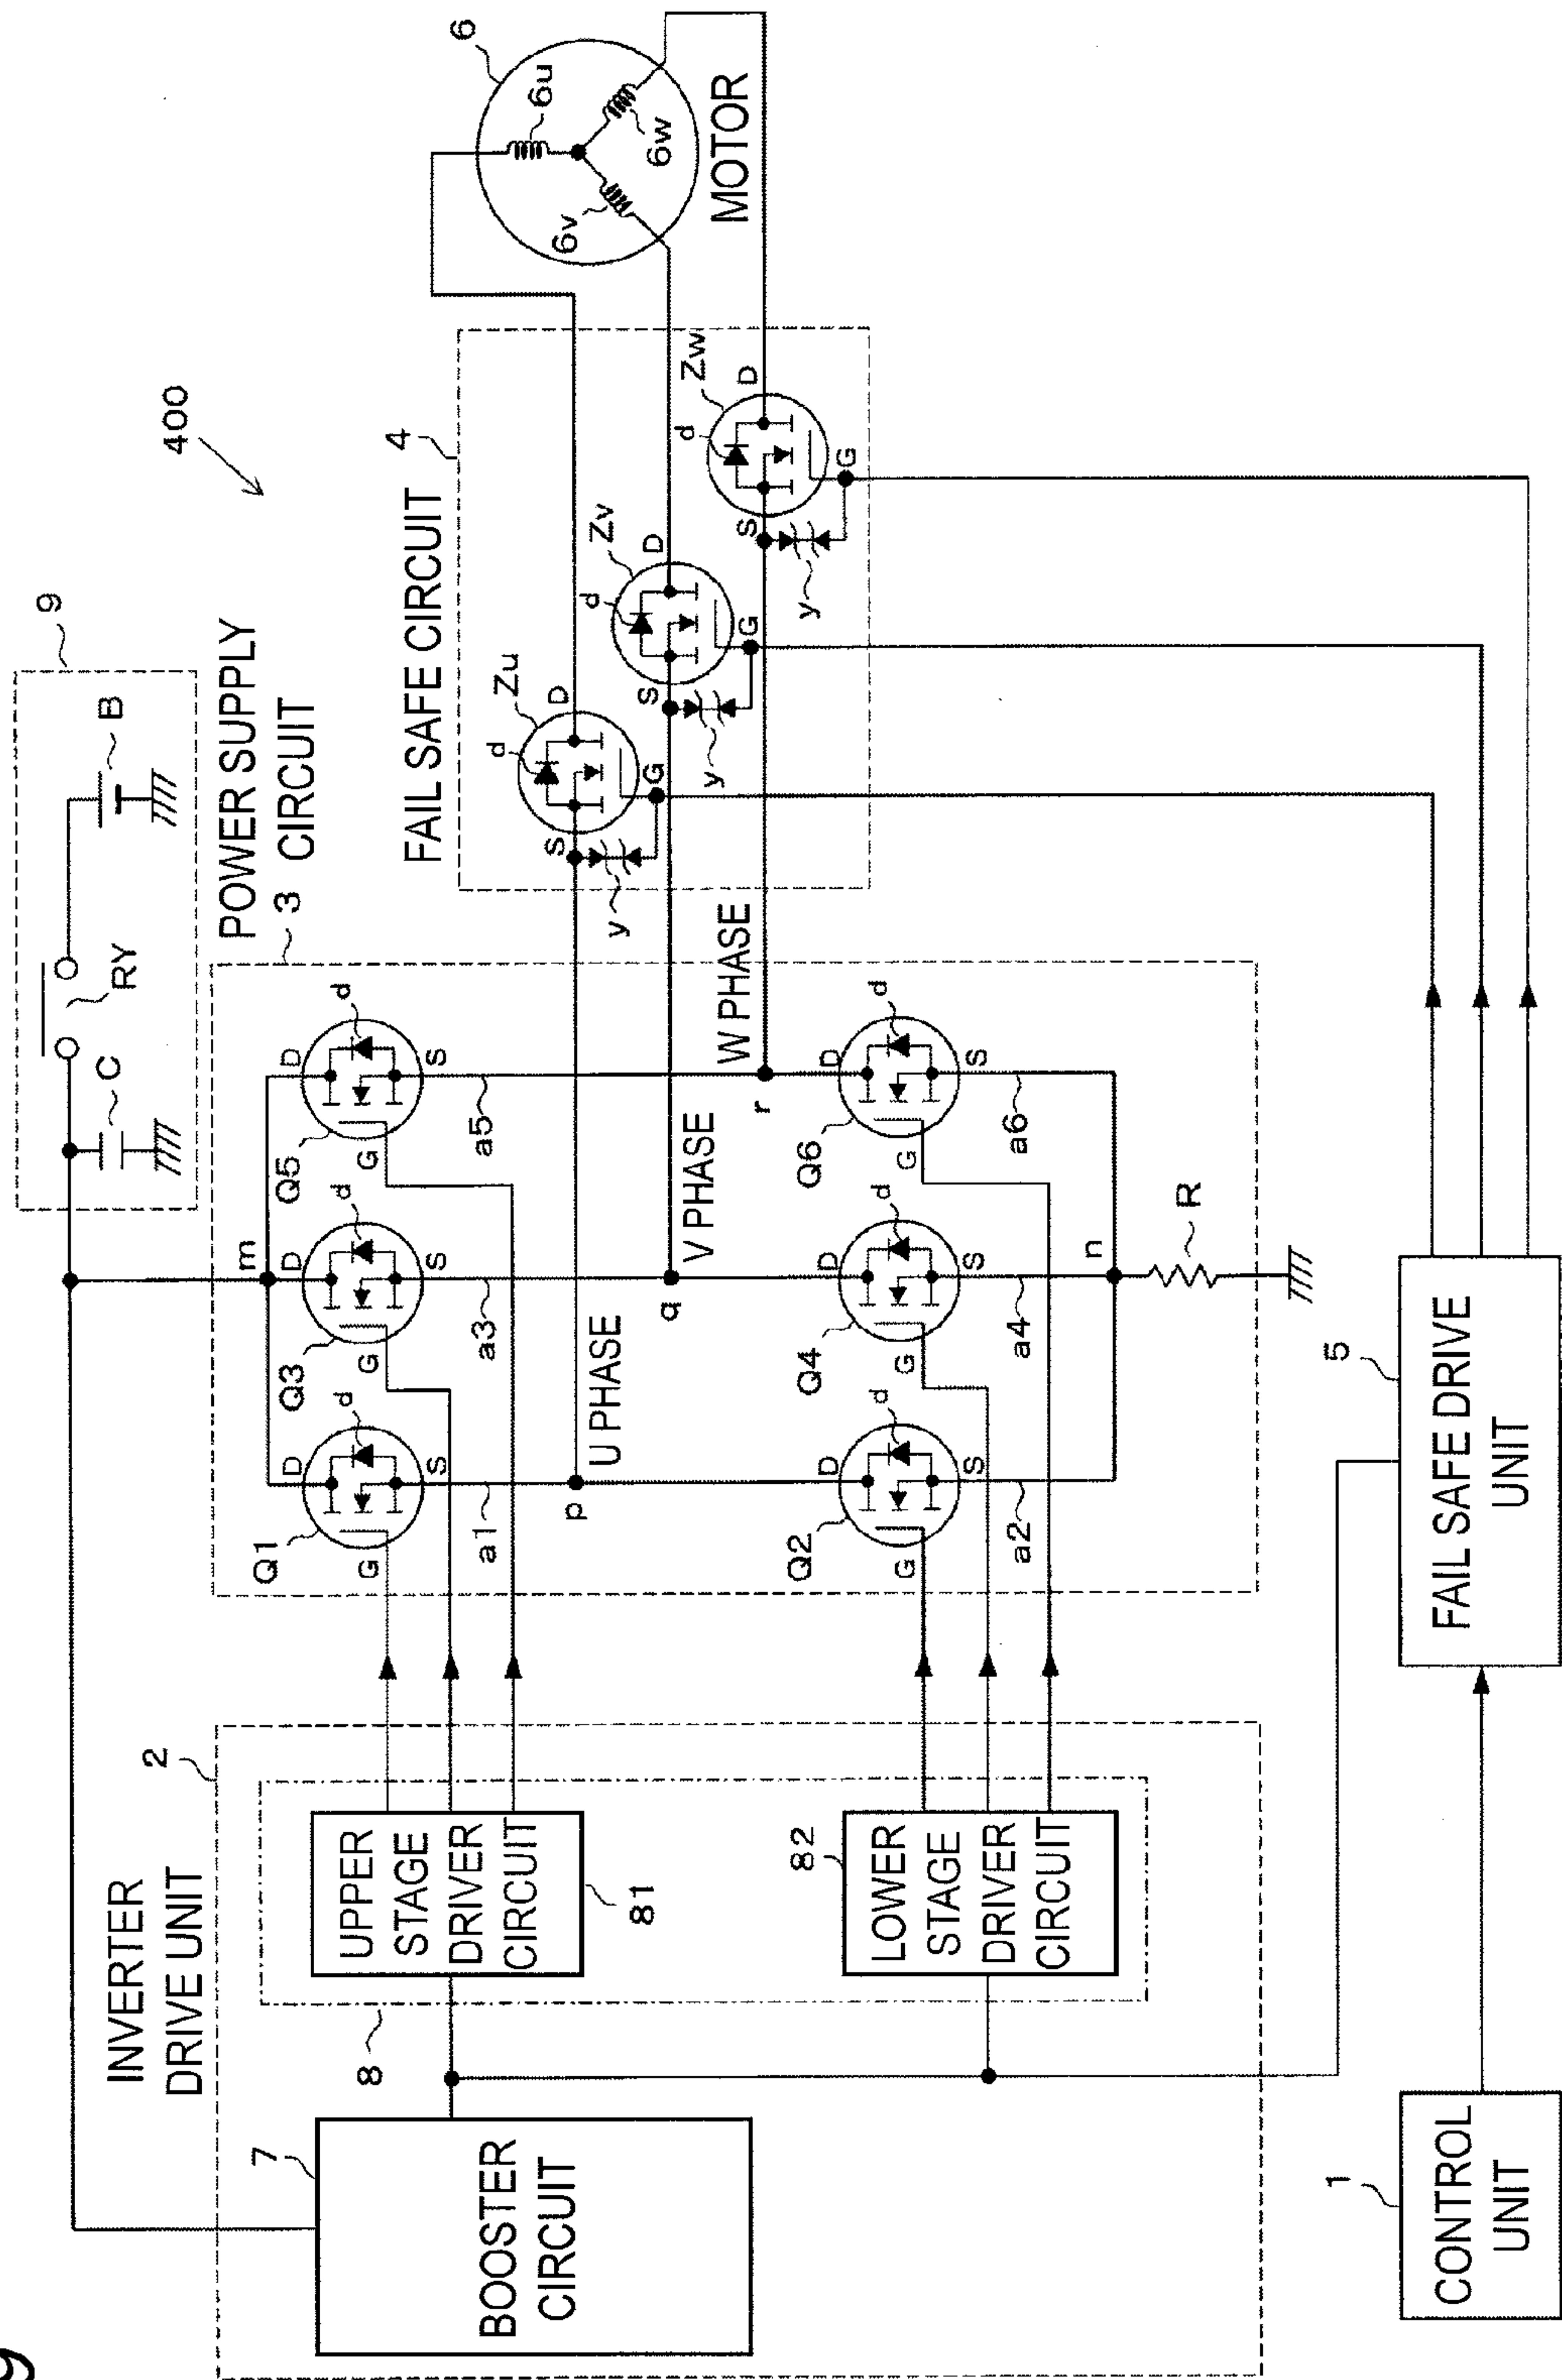 9
400
9
RY
C
B
POWER SUPPLY
CIRCUIT
3
FAIL SAFE CIRCUIT
4
6
6u
6v
6w
MOTOR
INVERTER
DRIVE UNIT
2
7
BOOSTER
CIRCUIT
8
UPPER
STAGE
DRIVER
CIRCUIT
81
LOWER
STAGE
DRIVER
CIRCUIT
82
m
Q1
D
d
G
S
a1
Q3
D
d
G
S
a3
Q5
D
d
G
S
a5
p
U PHASE
q
V PHASE
r
W PHASE
Q2
D
d
G
S
a2
Q4
D
d
G
S
a4
Q6
D
d
G
S
a6
n
R
Zu
d
S
D
G
y
Zv
d
S
D
G
y
Zw
d
S
D
G
y
1
CONTROL
UNIT
5
FAIL SAFE DRIVE
UNIT